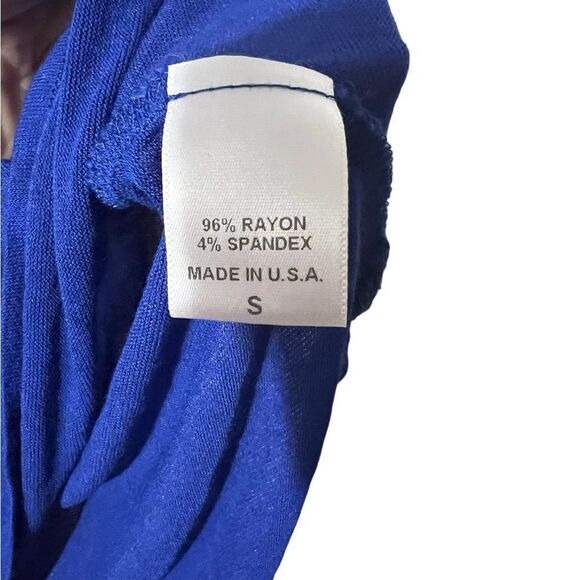 96% RAYON
4% SPANDEX
MADE IN U.S.A.
S